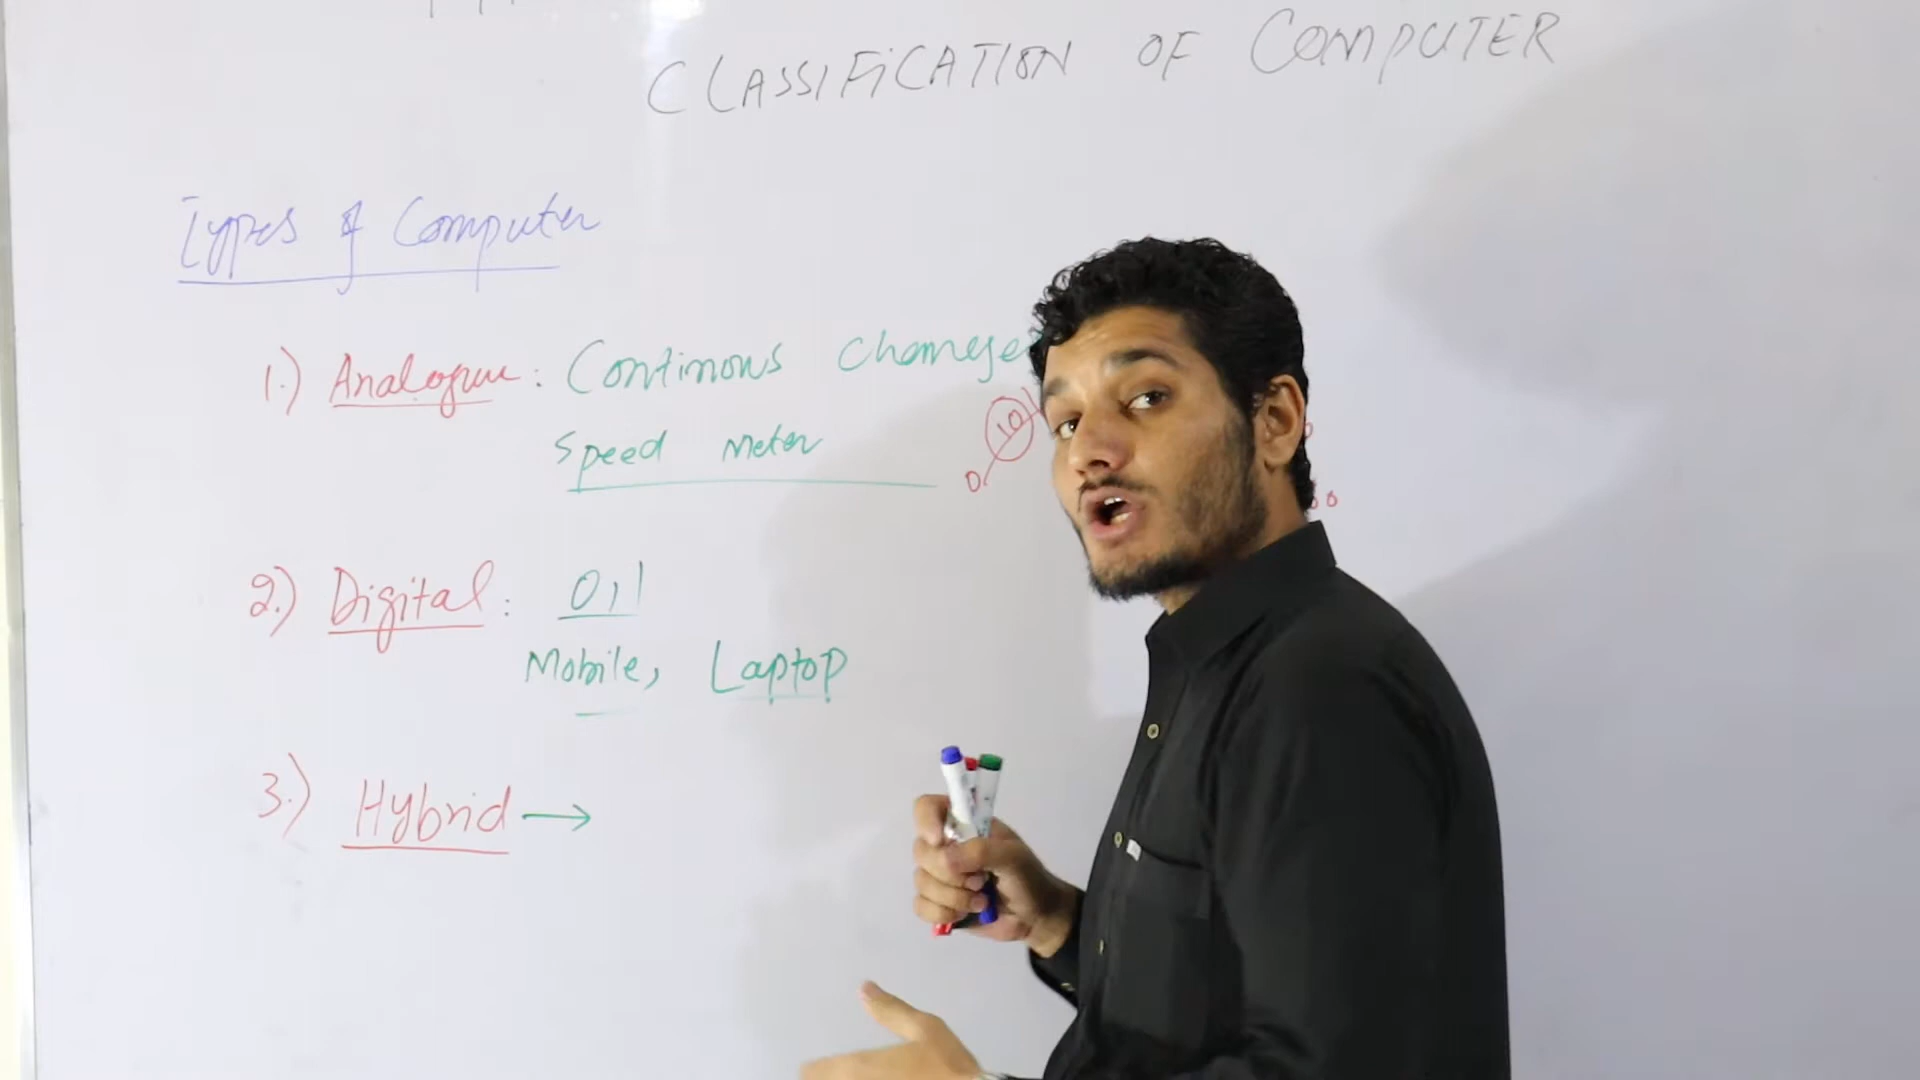 CLASSIFICATION OF COMPUTER
Types of Computer
1.) Analogue : Continous Changes
Speed Meter
10
0
2.) Digital : 0,1
Mobile, Laptop
3.) Hybrid →